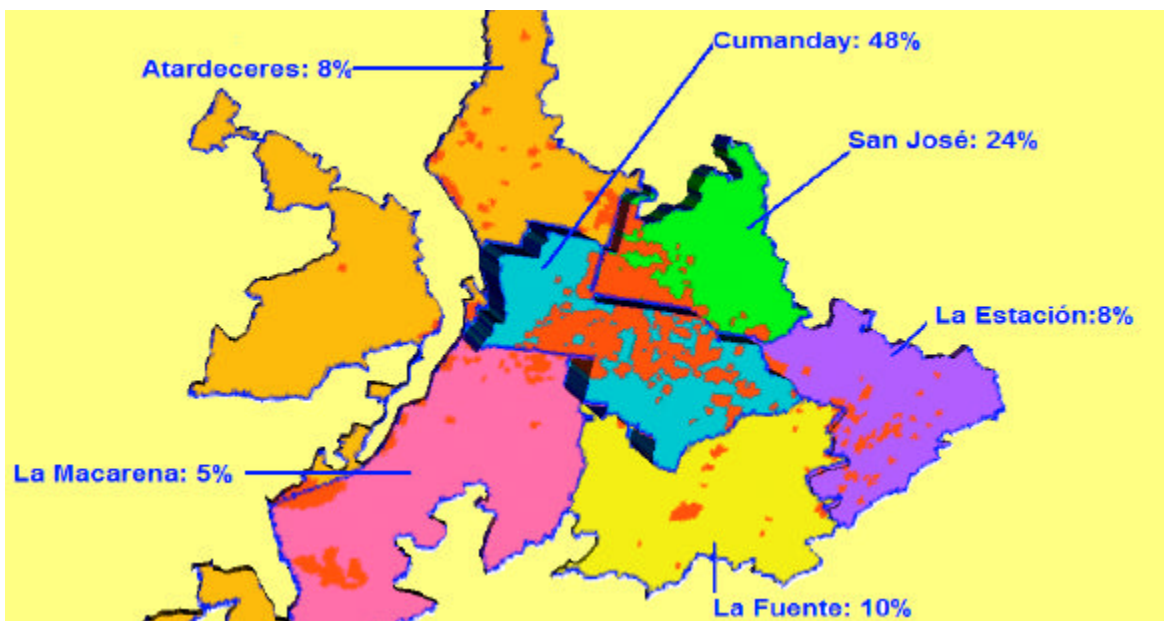 Cumanday: 48%
Atardeceres: 8%
San José: 24%
La Estación:8%
La Macarena: 5%
La Fuente: 10%